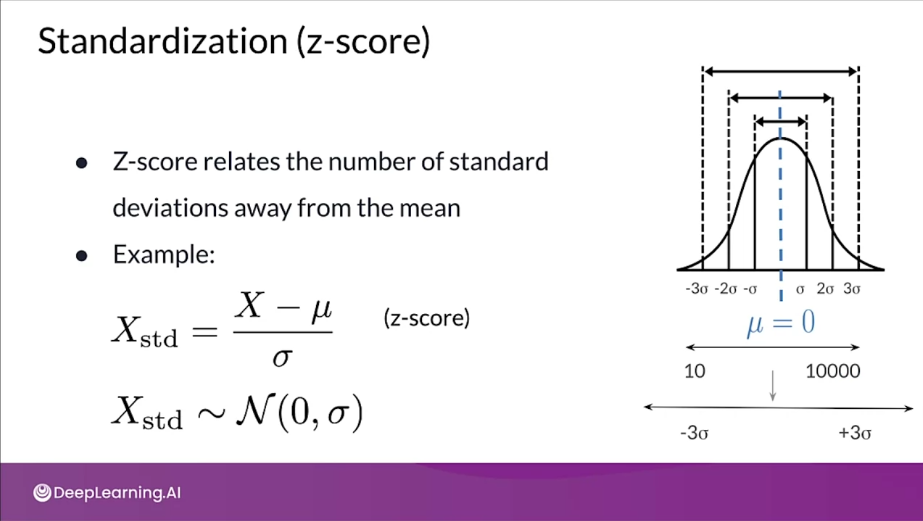 Standardization (z-score)
● Z-score relates the number of standard
deviations away from the mean
● Example:
X_std = (X − μ) / σ (z-score)
X_std ~ 𝒩(0, σ)
-3σ -2σ -σ σ 2σ 3σ
μ = 0
10 10000
-3σ +3σ
DeepLearning.AI